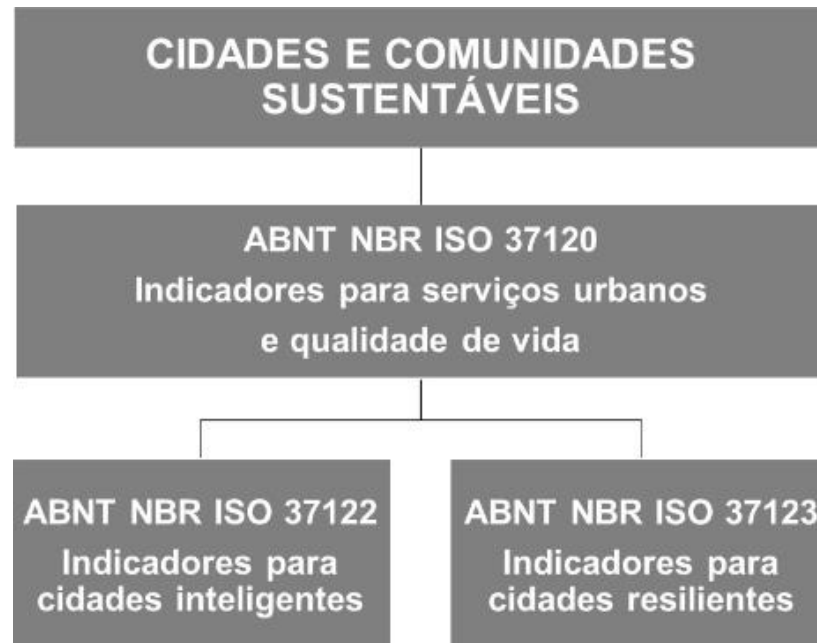 CIDADES E COMUNIDADES
SUSTENTÁVEIS
ABNT NBR ISO 37120
Indicadores para serviços urbanos
e qualidade de vida
ABNT NBR ISO 37122
Indicadores para
cidades inteligentes
ABNT NBR ISO 37123
Indicadores para
cidades resilientes